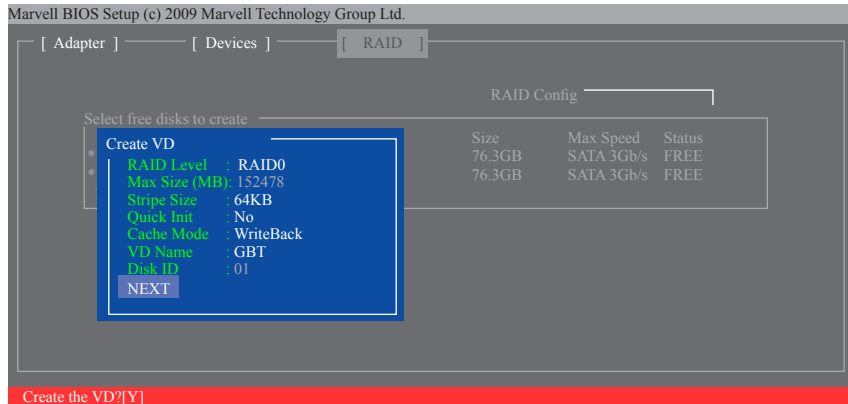 Marvell BIOS Setup (c) 2009 Marvell Technology Group Ltd.
[ Adapter ] [ Devices ] [ RAID ]
RAID Config
Select free disks to create
Size Max Speed Status
* 76.3GB SATA 3Gb/s FREE
* 76.3GB SATA 3Gb/s FREE
Create VD
RAID Level : RAID0
Max Size (MB): 152478
Stripe Size : 64KB
Quick Init : No
Cache Mode : WriteBack
VD Name : GBT
Disk ID : 01
NEXT
Create the VD?[Y]